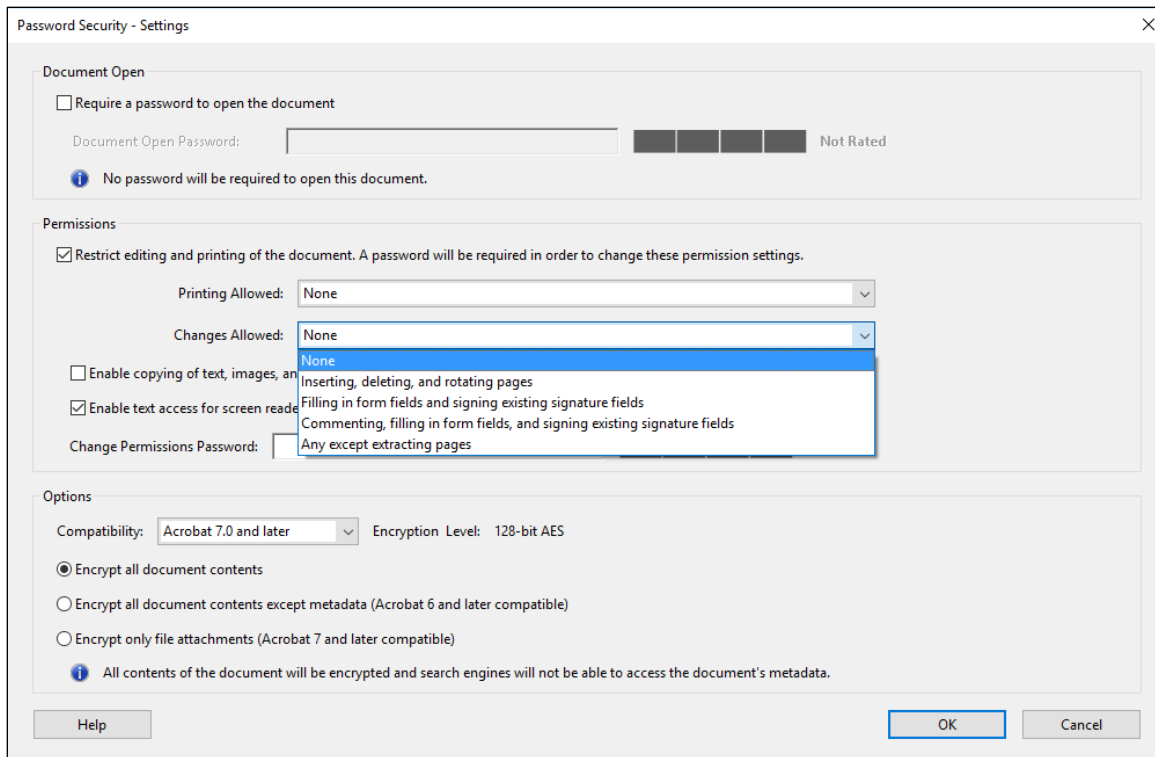 Password Security - Settings
Document Open
Require a password to open the document
Document Open Password: Not Rated
No password will be required to open this document.
Permissions
Restrict editing and printing of the document. A password will be required in order to change these permission settings.
Printing Allowed: None
Changes Allowed: None
None
Enable copying of text, images, an
Inserting, deleting, and rotating pages
Filling in form fields and signing existing signature fields
Enable text access for screen reade
Commenting, filling in form fields, and signing existing signature fields
Change Permissions Password: Any except extracting pages
Options
Compatibility: Acrobat 7.0 and later Encryption Level: 128-bit AES
Encrypt all document contents
Encrypt all document contents except metadata (Acrobat 6 and later compatible)
Encrypt only file attachments (Acrobat 7 and later compatible)
All contents of the document will be encrypted and search engines will not be able to access the document's metadata.
Help OK Cancel